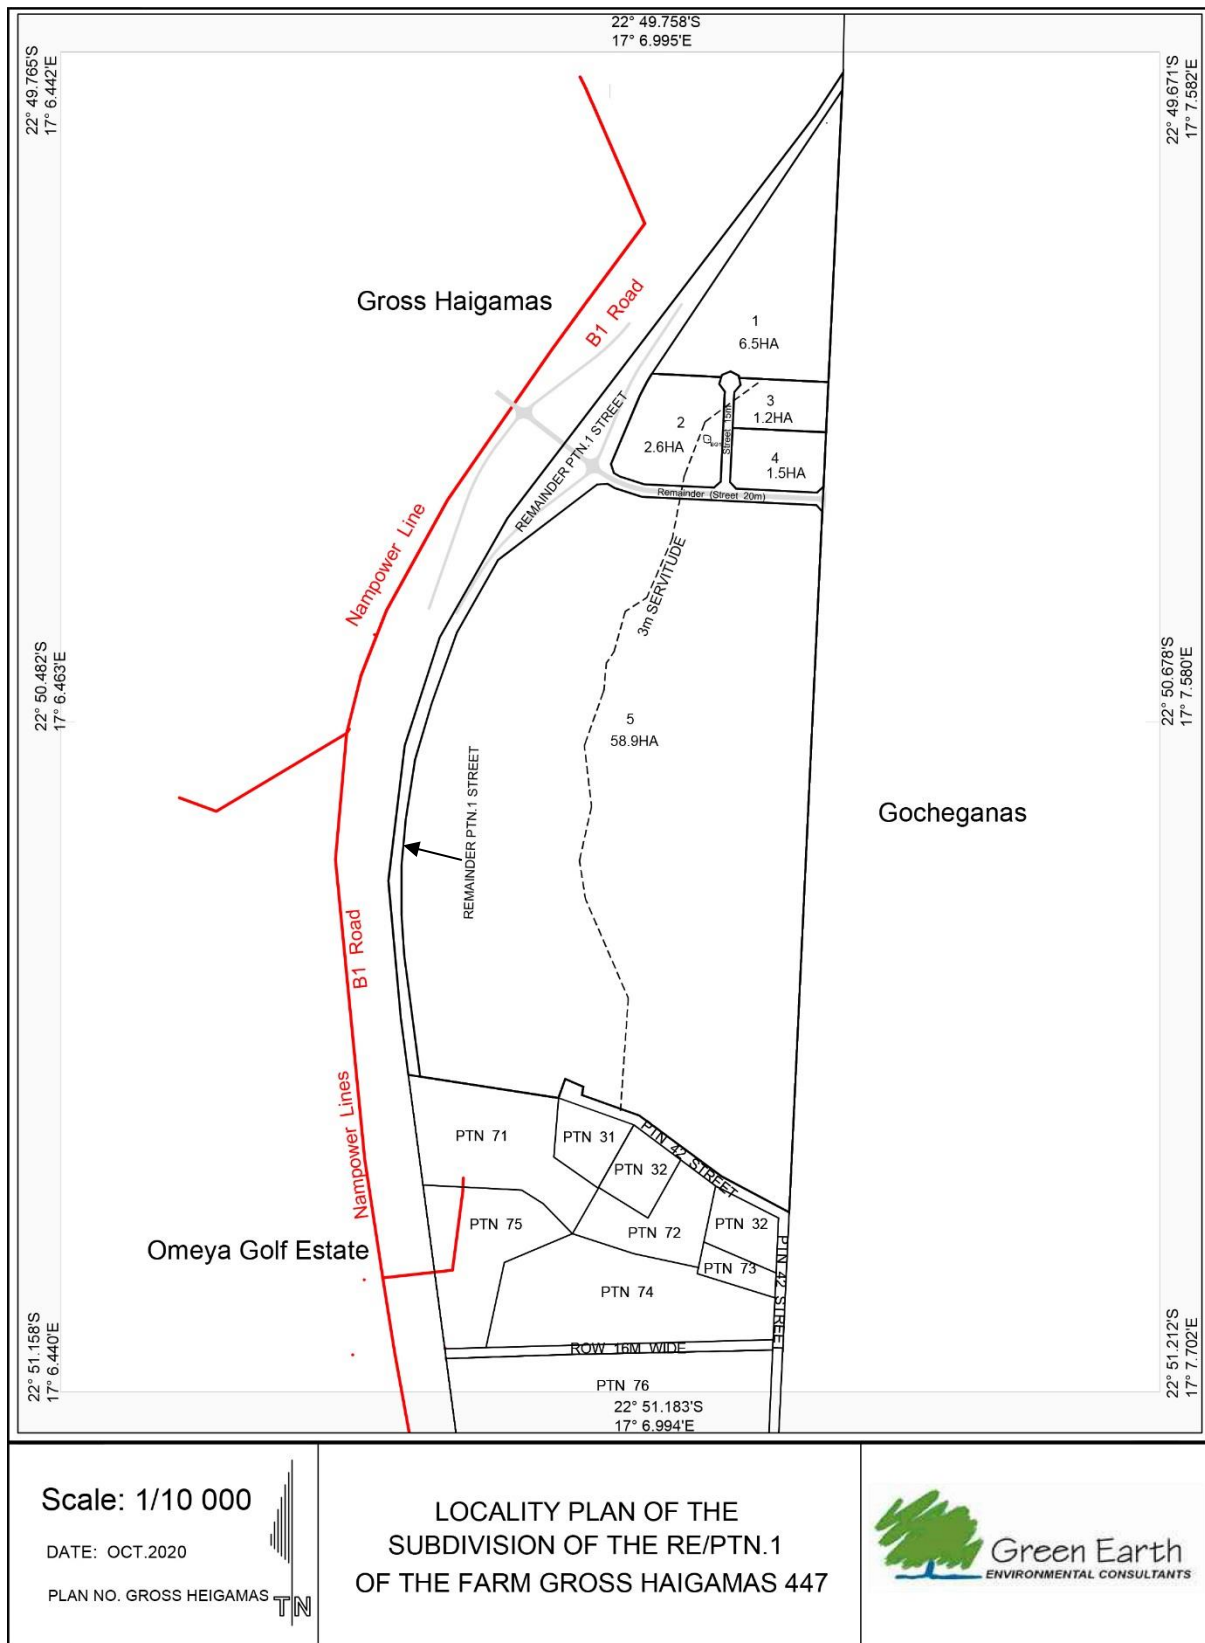 22° 49.758'S
17° 6.995'E
22° 49.765'S
17° 6.442'E
22° 49.671'S
17° 7.582'E
Gross Haigamas
B1 Road
1
6.5HA
REMAINDER PTN.1 STREET
2
2.6HA
Street 15m
3
1.2HA
4
1.5HA
Remainder (Street 20m)
Nampower Line
3m SERVITUDE
22° 50.482'S
17° 6.463'E
22° 50.678'S
17° 7.580'E
5
58.9HA
REMAINDER PTN.1 STREET
Gocheganas
B1 Road
Nampower Lines
PTN 71
PTN 31
PTN 42 STREET
PTN 32
PTN 75
PTN 72
PTN 32
PTN 73
PTN 42 STREET
Omeya Golf Estate
PTN 74
ROW 16M WIDE
PTN 76
22° 51.158'S
17° 6.440'E
22° 51.183'S
17° 6.994'E
22° 51.212'S
17° 7.702'E
Scale: 1/10 000
DATE: OCT.2020
PLAN NO. GROSS HEIGAMAS
TN
LOCALITY PLAN OF THE
SUBDIVISION OF THE RE/PTN.1
OF THE FARM GROSS HAIGAMAS 447
Green Earth
ENVIRONMENTAL CONSULTANTS